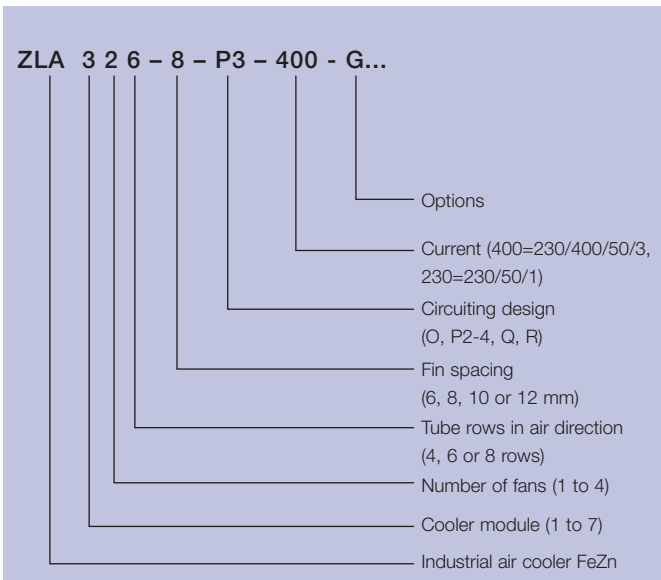 ZLA 3 2 6 – 8 – P3 – 400 - G...
Options
Current (400=230/400/50/3,
230=230/50/1)
Circuiting design
(O, P2-4, Q, R)
Fin spacing
(6, 8, 10 or 12 mm)
Tube rows in air direction
(4, 6 or 8 rows)
Number of fans (1 to 4)
Cooler module (1 to 7)
Industrial air cooler FeZn